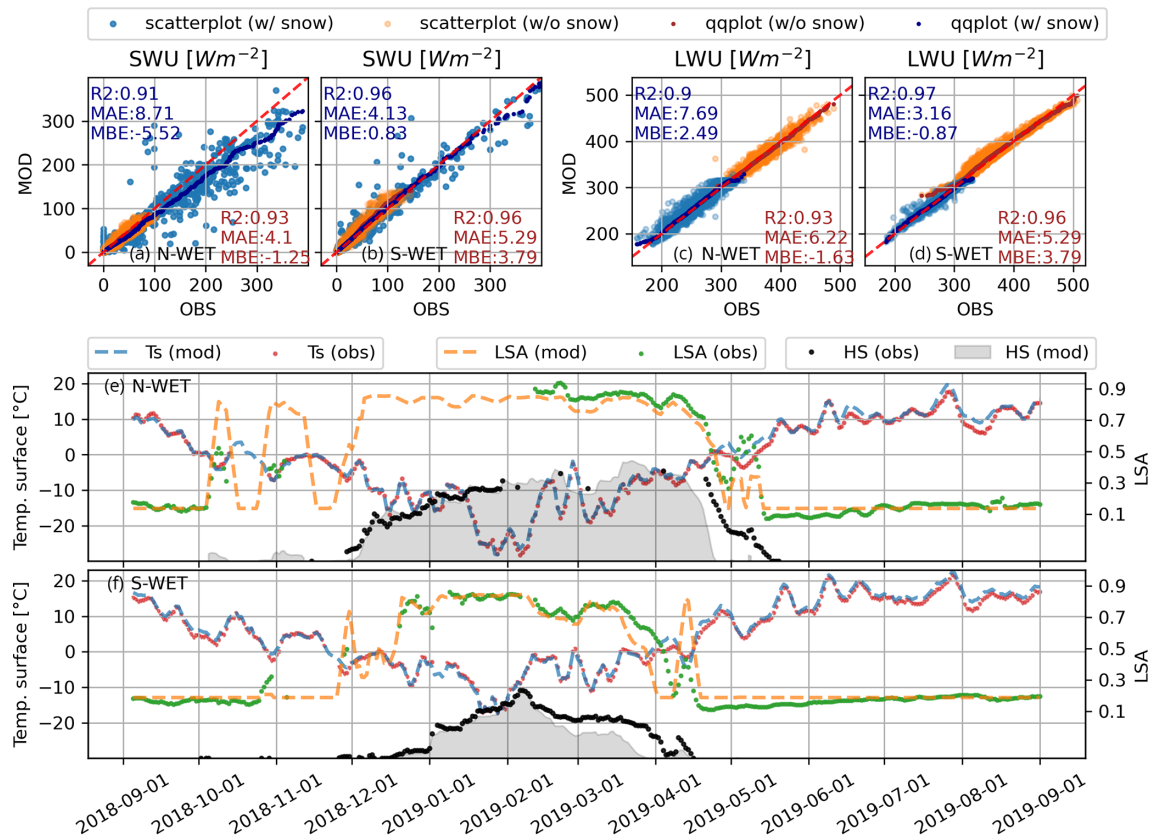 scatterplot (w/ snow) scatterplot (w/o snow) qqplot (w/o snow) qqplot (w/ snow)
SWU [Wm−2] SWU [Wm−2] LWU [Wm−2] LWU [Wm−2]
R2:0.91
MAE:8.71
MBE:-5.52
R2:0.93
MAE:4.1
MBE:-1.25
(a) N-WET
MOD
300
200
100
0
0 100 200 300
OBS
R2:0.96
MAE:4.13
MBE:0.83
R2:0.96
MAE:5.29
MBE:3.79
(b) S-WET
0 100 200 300
OBS
R2:0.9
MAE:7.69
MBE:2.49
R2:0.93
MAE:6.22
MBE:-1.63
(c) N-WET
MOD
500
400
300
200
200 300 400 500
OBS
R2:0.97
MAE:3.16
MBE:-0.87
R2:0.96
MAE:5.29
MBE:3.79
(d) S-WET
200 300 400 500
OBS
Ts (mod) Ts (obs) LSA (mod) LSA (obs) HS (obs) HS (mod)
(e) N-WET
Temp. surface [°C]
20
10
0
−10
−20
0.9
0.7
0.5
0.3
0.1
LSA
(f) S-WET
Temp. surface [°C]
20
10
0
−10
−20
0.9
0.7
0.5
0.3
0.1
LSA
2018-09-01 2018-10-01 2018-11-01 2018-12-01 2019-01-01 2019-02-01 2019-03-01 2019-04-01 2019-05-01 2019-06-01 2019-07-01 2019-08-01 2019-09-01